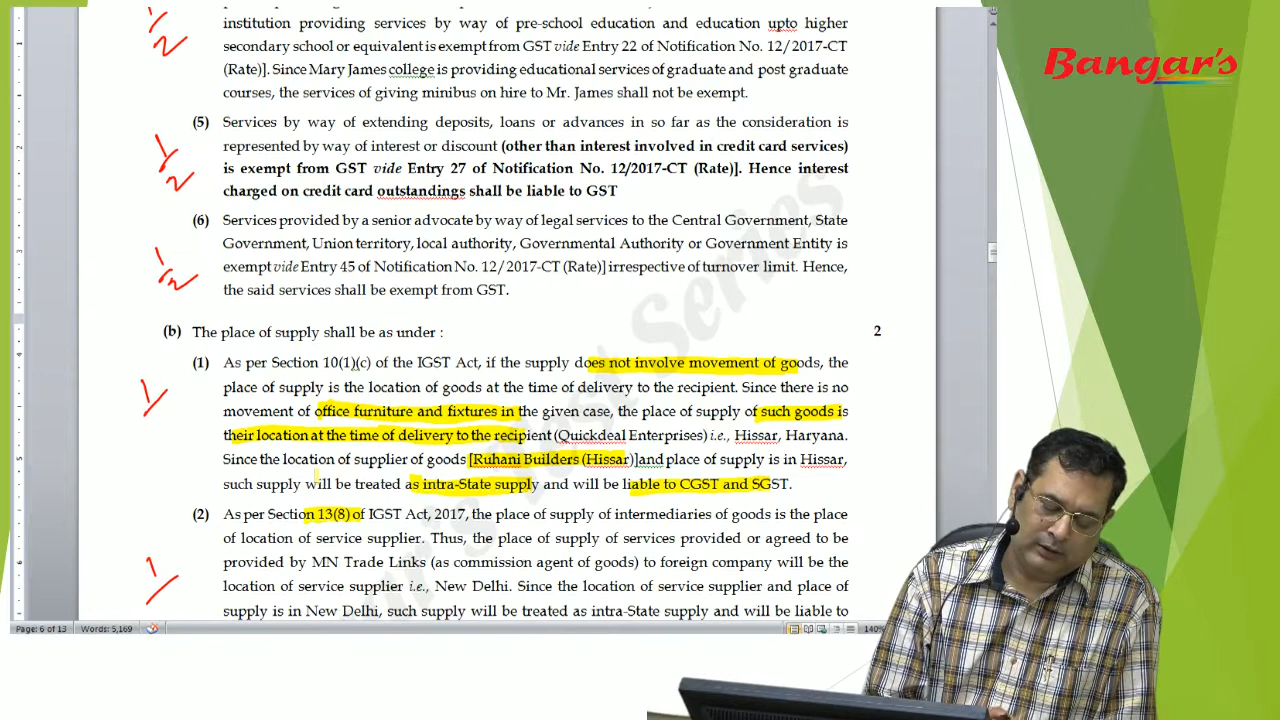 institution providing services by way of pre-school education and education upto higher
secondary school or equivalent is exempt from GST vide Entry 22 of Notification No. 12/2017-CT
(Rate)]. Since Mary James college is providing educational services of graduate and post graduate
courses, the services of giving minibus on hire to Mr. James shall not be exempt.
1/2
(5) Services by way of extending deposits, loans or advances in so far as the consideration is
represented by way of interest or discount (other than interest involved in credit card services)
is exempt from GST vide Entry 27 of Notification No. 12/2017-CT (Rate)]. Hence interest
charged on credit card outstandings shall be liable to GST
1/2
(6) Services provided by a senior advocate by way of legal services to the Central Government, State
Government, Union territory, local authority, Governmental Authority or Government Entity is
exempt vide Entry 45 of Notification No. 12/2017-CT (Rate)] irrespective of turnover limit. Hence,
the said services shall be exempt from GST.
1/2
(b) The place of supply shall be as under : 2
(1) As per Section 10(1)(c) of the IGST Act, if the supply does not involve movement of goods, the
place of supply is the location of goods at the time of delivery to the recipient. Since there is no
movement of office furniture and fixtures in the given case, the place of supply of such goods is
their location at the time of delivery to the recipient (Quickdeal Enterprises) i.e., Hissar, Haryana.
Since the location of supplier of goods [Ruhani Builders (Hissar)]and place of supply is in Hissar,
such supply will be treated as intra-State supply and will be liable to CGST and SGST.
1
(2) As per Section 13(8) of IGST Act, 2017, the place of supply of intermediaries of goods is the place
of location of service supplier. Thus, the place of supply of services provided or agreed to be
provided by MN Trade Links (as commission agent of goods) to foreign company will be the
location of service supplier i.e., New Delhi. Since the location of service supplier and place of
supply is in New Delhi, such supply will be treated as intra-State supply and will be liable to
1
Test Series
Page: 6 of 13 Words: 5,169 140%
Bangar's